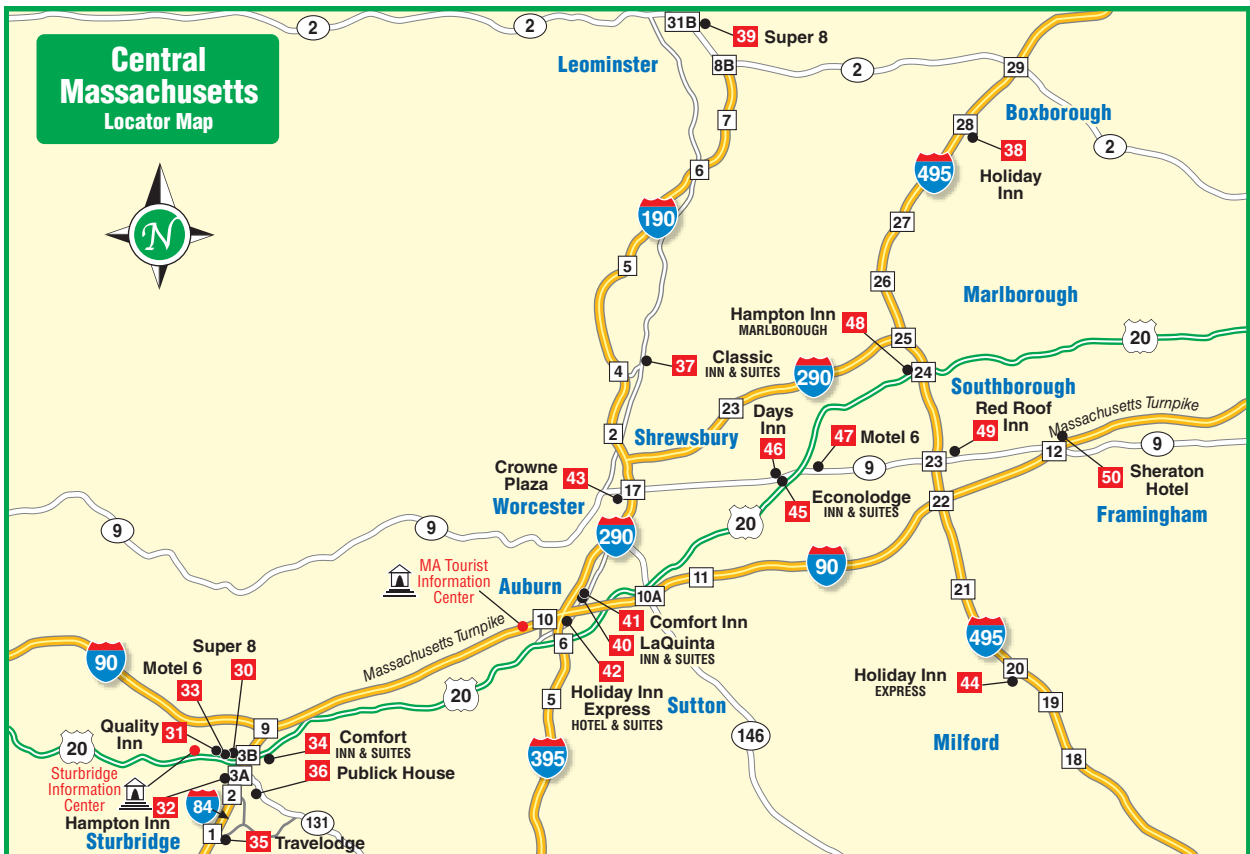 Central
Massachusetts
Locator Map
N
2
2
31B
39 Super 8
Leominster
8B
2
29
7
Boxborough
28
38
Holiday
Inn
2
6
495
190
27
5
26
Marlborough
Hampton Inn
MARLBOROUGH
48
25
20
37 Classic
INN & SUITES
4
290
24
Southborough
23
Days
Inn
Red Roof
Inn
Massachusetts Turnpike
2
Shrewsbury
46
47 Motel 6
49
9
12
23
9
Crowne
Plaza
43
17
50 Sheraton
Hotel
Worcester
45 Econolodge
INN & SUITES
22
Framingham
9
9
20
290
90
MA Tourist
Information
Center
Auburn
11
10A
21
10
41 Comfort Inn
6
40 LaQuinta
INN & SUITES
495
Massachusetts Turnpike
42
Holiday Inn
Express
HOTEL & SUITES
20
Holiday Inn
EXPRESS
44
90
Super 8
30
Motel 6
33
20
5
Sutton
19
Quality
Inn
31
9
34 Comfort
INN & SUITES
146
Milford
20
3B
395
18
Sturbridge
Information
Center
3A
36 Publick House
32
Hampton Inn
2
84
131
1
Sturbridge
35 Travelodge